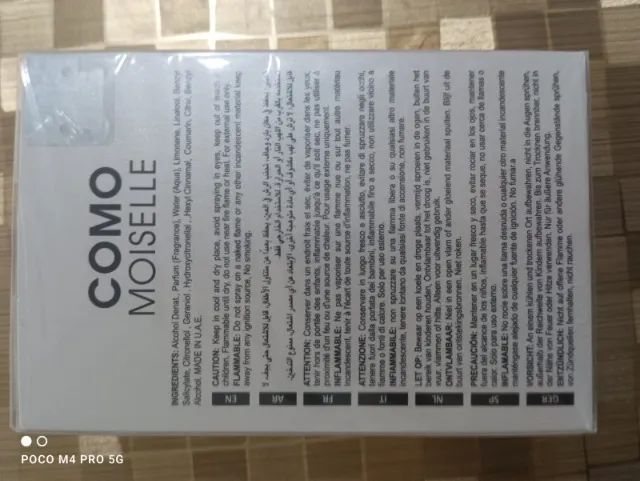 COMO
MOISELLE
INGREDIENTS: Alcohol Denat., Parfum (Fragrance), Water (Aqua), Limonene, Linalool, Benzyl
Salicylate, Citronellol, Geraniol, Hydroxycitronellal, Hexyl Cinnamal, Coumarin, Citral, Benzyl
Alcohol, MADE IN U.A.E.
EN
CAUTION: Keep in cool and dry place, avoid spraying in eyes, keep out of reach
children. Flammable until dry, do not use near fire flame or heat. For external use only.
FLAMMABLE: Do not spray on a naked flame or any other incandescent material keep
away from any ignition source, No smoking.
AR
FR
ATTENTION: Conserver dans un endroit frais et sec, éviter de vaporiser dans les yeux,
tenir hors de portée des enfants, inflammable jusqu'à ce qu'il soit sec, ne pas utiliser à
proximité d'un feu ou d'une source de chaleur. Pour usage externe uniquement.
INFLAMMABLE: Ne pas vaporiser sur une flamme nue ou sur tout autre matériau
incandescent, tenir à l'écart de toute source d'inflammation, ne pas fumer.
IT
ATTENZIONE: Conservare in luogo fresco e asciutto, evitare di spruzzare negli occhi,
tenere fuori dalla portata dei bambini, infiammabile fino a secco, non utilizzare vicino a
fiamme o fonti di calore. Solo per uso esterno.
INFIAMMABILE: non spruzzare su una fiamma libera o su qualsiasi altro materiale
incandescente, tenere lontano da qualsiasi fonte di accensione, non fumare.
NL
LET OP: Bewaar op een koele en droge plaats, vermijd sproeien in de ogen, buiten het
bereik van kinderen houden, Ontvlambaar tot het droog is, niet gebruiken in de buurt van
vuur, vlammen of hitte. Alleen voor uitwendig gebruik.
ONTVLAMBAAR: Niet op een open vlam of ander gloeiend materiaal spuiten. Blijf uit de
buurt van ontstekingsbronnen. Niet roken.
SP
PRECAUCIÓN: Mantener en un lugar fresco y seco, evitar rociar en los ojos, mantener
fuera del alcance de los niños, inflamable hasta que se seque, no usar cerca de llamas o
calor. Sólo para uso externo.
INFLAMABLE: No rocíe sobre una llama desnuda o cualquier otro material incandescente
manténgase alejado de cualquier fuente de ignición, No fumar.a
GER
VORSICHT: An einem kühlen und trockenen Ort aufbewahren, nicht in die Augen sprühen,
außerhalb der Reichweite von Kindern aufbewahren. Bis zum Trocknen brennbar, nicht in
der Nähe von Feuer oder Hitze verwenden. Nur für äußere Anwendung.
ENTZÜNDLICH: Nicht auf offene Flamme oder andere glühende Gegenstände sprühen,
von Zündquellen fernhalten, nicht rauchen.
POCO M4 PRO 5G